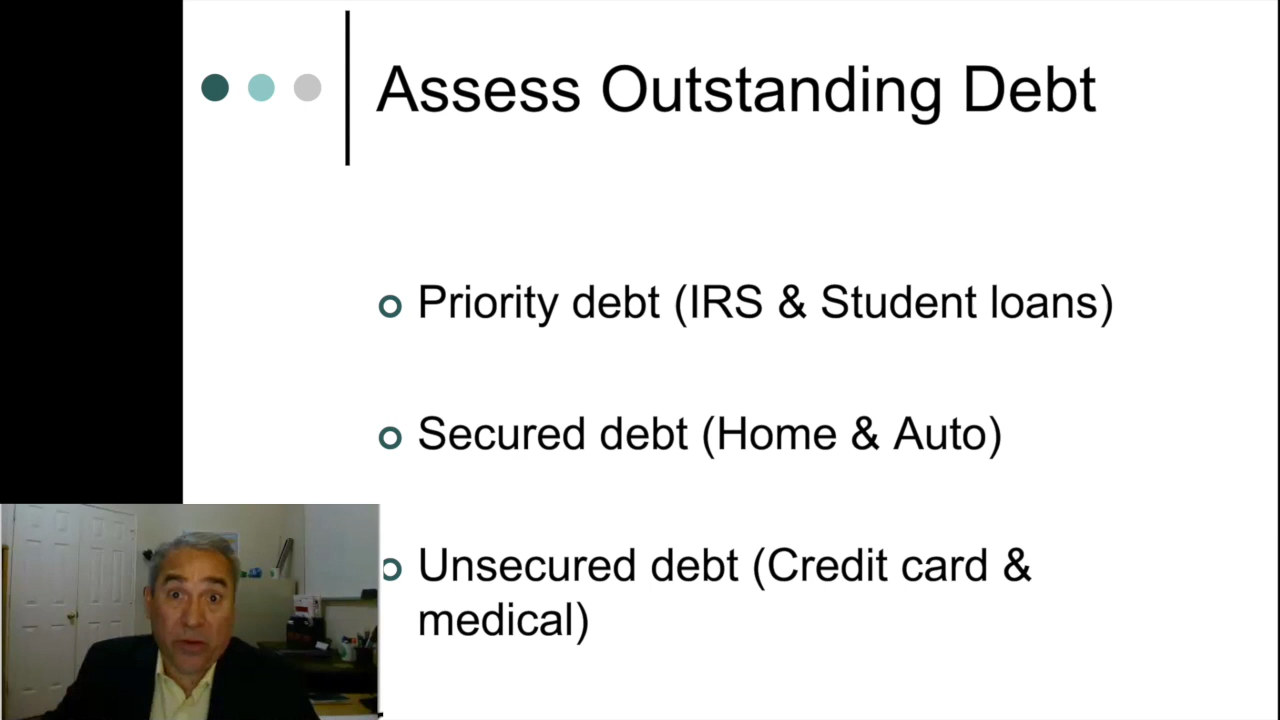 Assess Outstanding Debt
Priority debt (IRS & Student loans)
Secured debt (Home & Auto)
Unsecured debt (Credit card &
medical)